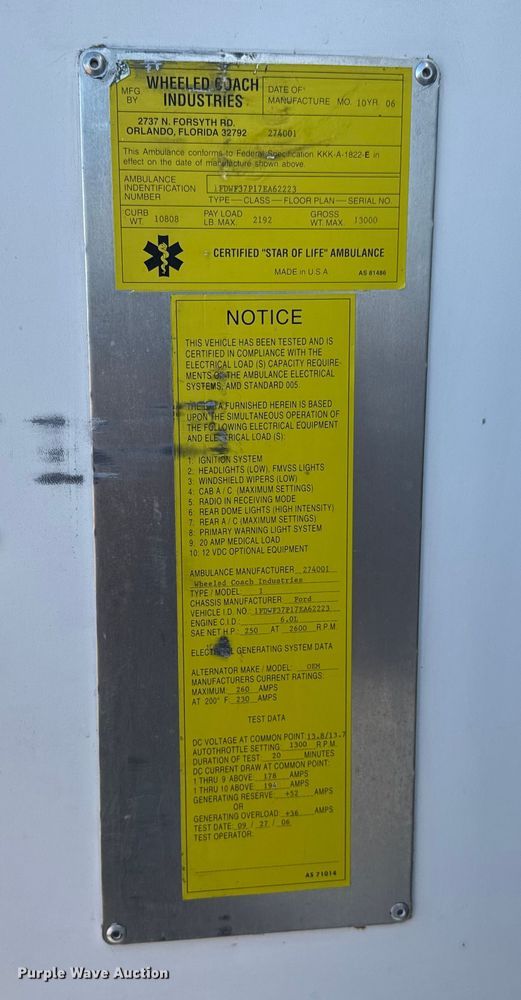 MFG BY WHEELED COACH INDUSTRIES
DATE OF MANUFACTURE MO. 10 YR. 06
2737 N. FORSYTH RD.
ORLANDO, FLORIDA 32792 274001
This Ambulance conforms to Federal Specification KKK-A-1822-E in
effect on the date of manufacture shown above.
AMBULANCE
INDENTIFICATION 1FDWF37P17EA62223
NUMBER TYPE — CLASS — FLOOR PLAN — SERIAL NO.
CURB WT. 10808 PAY LOAD LB. MAX. 2192 GROSS WT. MAX. 13000
CERTIFIED "STAR OF LIFE" AMBULANCE
MADE in U.S.A. AS 81486
NOTICE
THIS VEHICLE HAS BEEN TESTED AND IS
CERTIFIED IN COMPLIANCE WITH THE
ELECTRICAL LOAD (S) CAPACITY REQUIRE-
MENTS OF THE AMBULANCE ELECTRICAL
SYSTEMS, AMD STANDARD 005.
THE DATA FURNISHED HEREIN IS BASED
UPON THE SIMULTANEOUS OPERATION OF
THE FOLLOWING ELECTRICAL EQUIPMENT
AND ELECTRICAL LOAD (S):
1: IGNITION SYSTEM
2: HEADLIGHTS (LOW), FMVSS LIGHTS
3: WINDSHIELD WIPERS (LOW)
4: CAB A / C (MAXIMUM SETTINGS)
5: RADIO IN RECEIVING MODE
6: REAR DOME LIGHTS (HIGH INTENSITY)
7: REAR A / C (MAXIMUM SETTINGS)
8: PRIMARY WARNING LIGHT SYSTEM
9: 20 AMP MEDICAL LOAD
10: 12 VDC OPTIONAL EQUIPMENT
AMBULANCE MANUFACTURER 274001
Wheeled Coach Industries
TYPE / MODEL 1
CHASSIS MANUFACTURER Ford
VEHICLE I.D. NO. 1FDWF37P17EA62223
ENGINE C.I.D.: 6.0L
SAE NET H.P.: 250 AT 2600 R.P.M.
ELECTRICAL GENERATING SYSTEM DATA
ALTERNATOR MAKE / MODEL: OEM
MANUFACTURERS CURRENT RATINGS:
MAXIMUM: 260 AMPS
AT 200° F. 230 AMPS
TEST DATA
DC VOLTAGE AT COMMON POINT 13.8/13.7
AUTOTHROTTLE SETTING: 1300 R.P.M.
DURATION OF TEST: 20 MINUTES
DC CURRENT DRAW AT COMMON POINT:
1 THRU 9 ABOVE: 178 AMPS
1 THRU 10 ABOVE 194 AMPS
GENERATING RESERVE: +52 AMPS
OR
GENERATING OVERLOAD +36 AMPS
TEST DATE: 09 / 27 / 06
TEST OPERATOR:
AS 71014
Purple Wave Auction